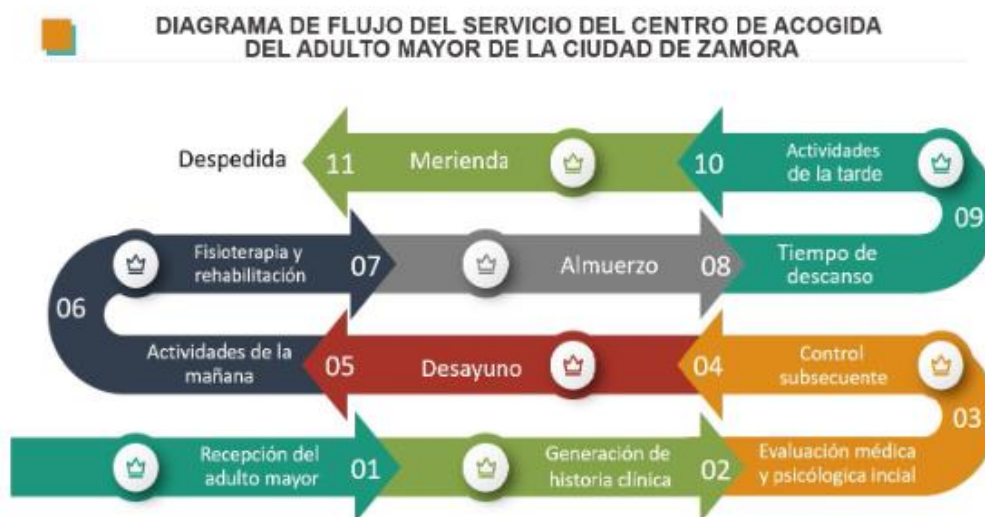 DIAGRAMA DE FLUJO DEL SERVICIO DEL CENTRO DE ACOGIDA
DEL ADULTO MAYOR DE LA CIUDAD DE ZAMORA
Despedida
11
Merienda
10
Actividades
de la tarde
09
06
Fisioterapia y
rehabilitación
07
Almuerzo
08
Tiempo de
descanso
Actividades de la
mañana
05
Desayuno
04
Control
subsecuente
03
Recepción del
adulto mayor
01
Generación de
historia clínica
02
Evaluación médica
y psicólogica incial